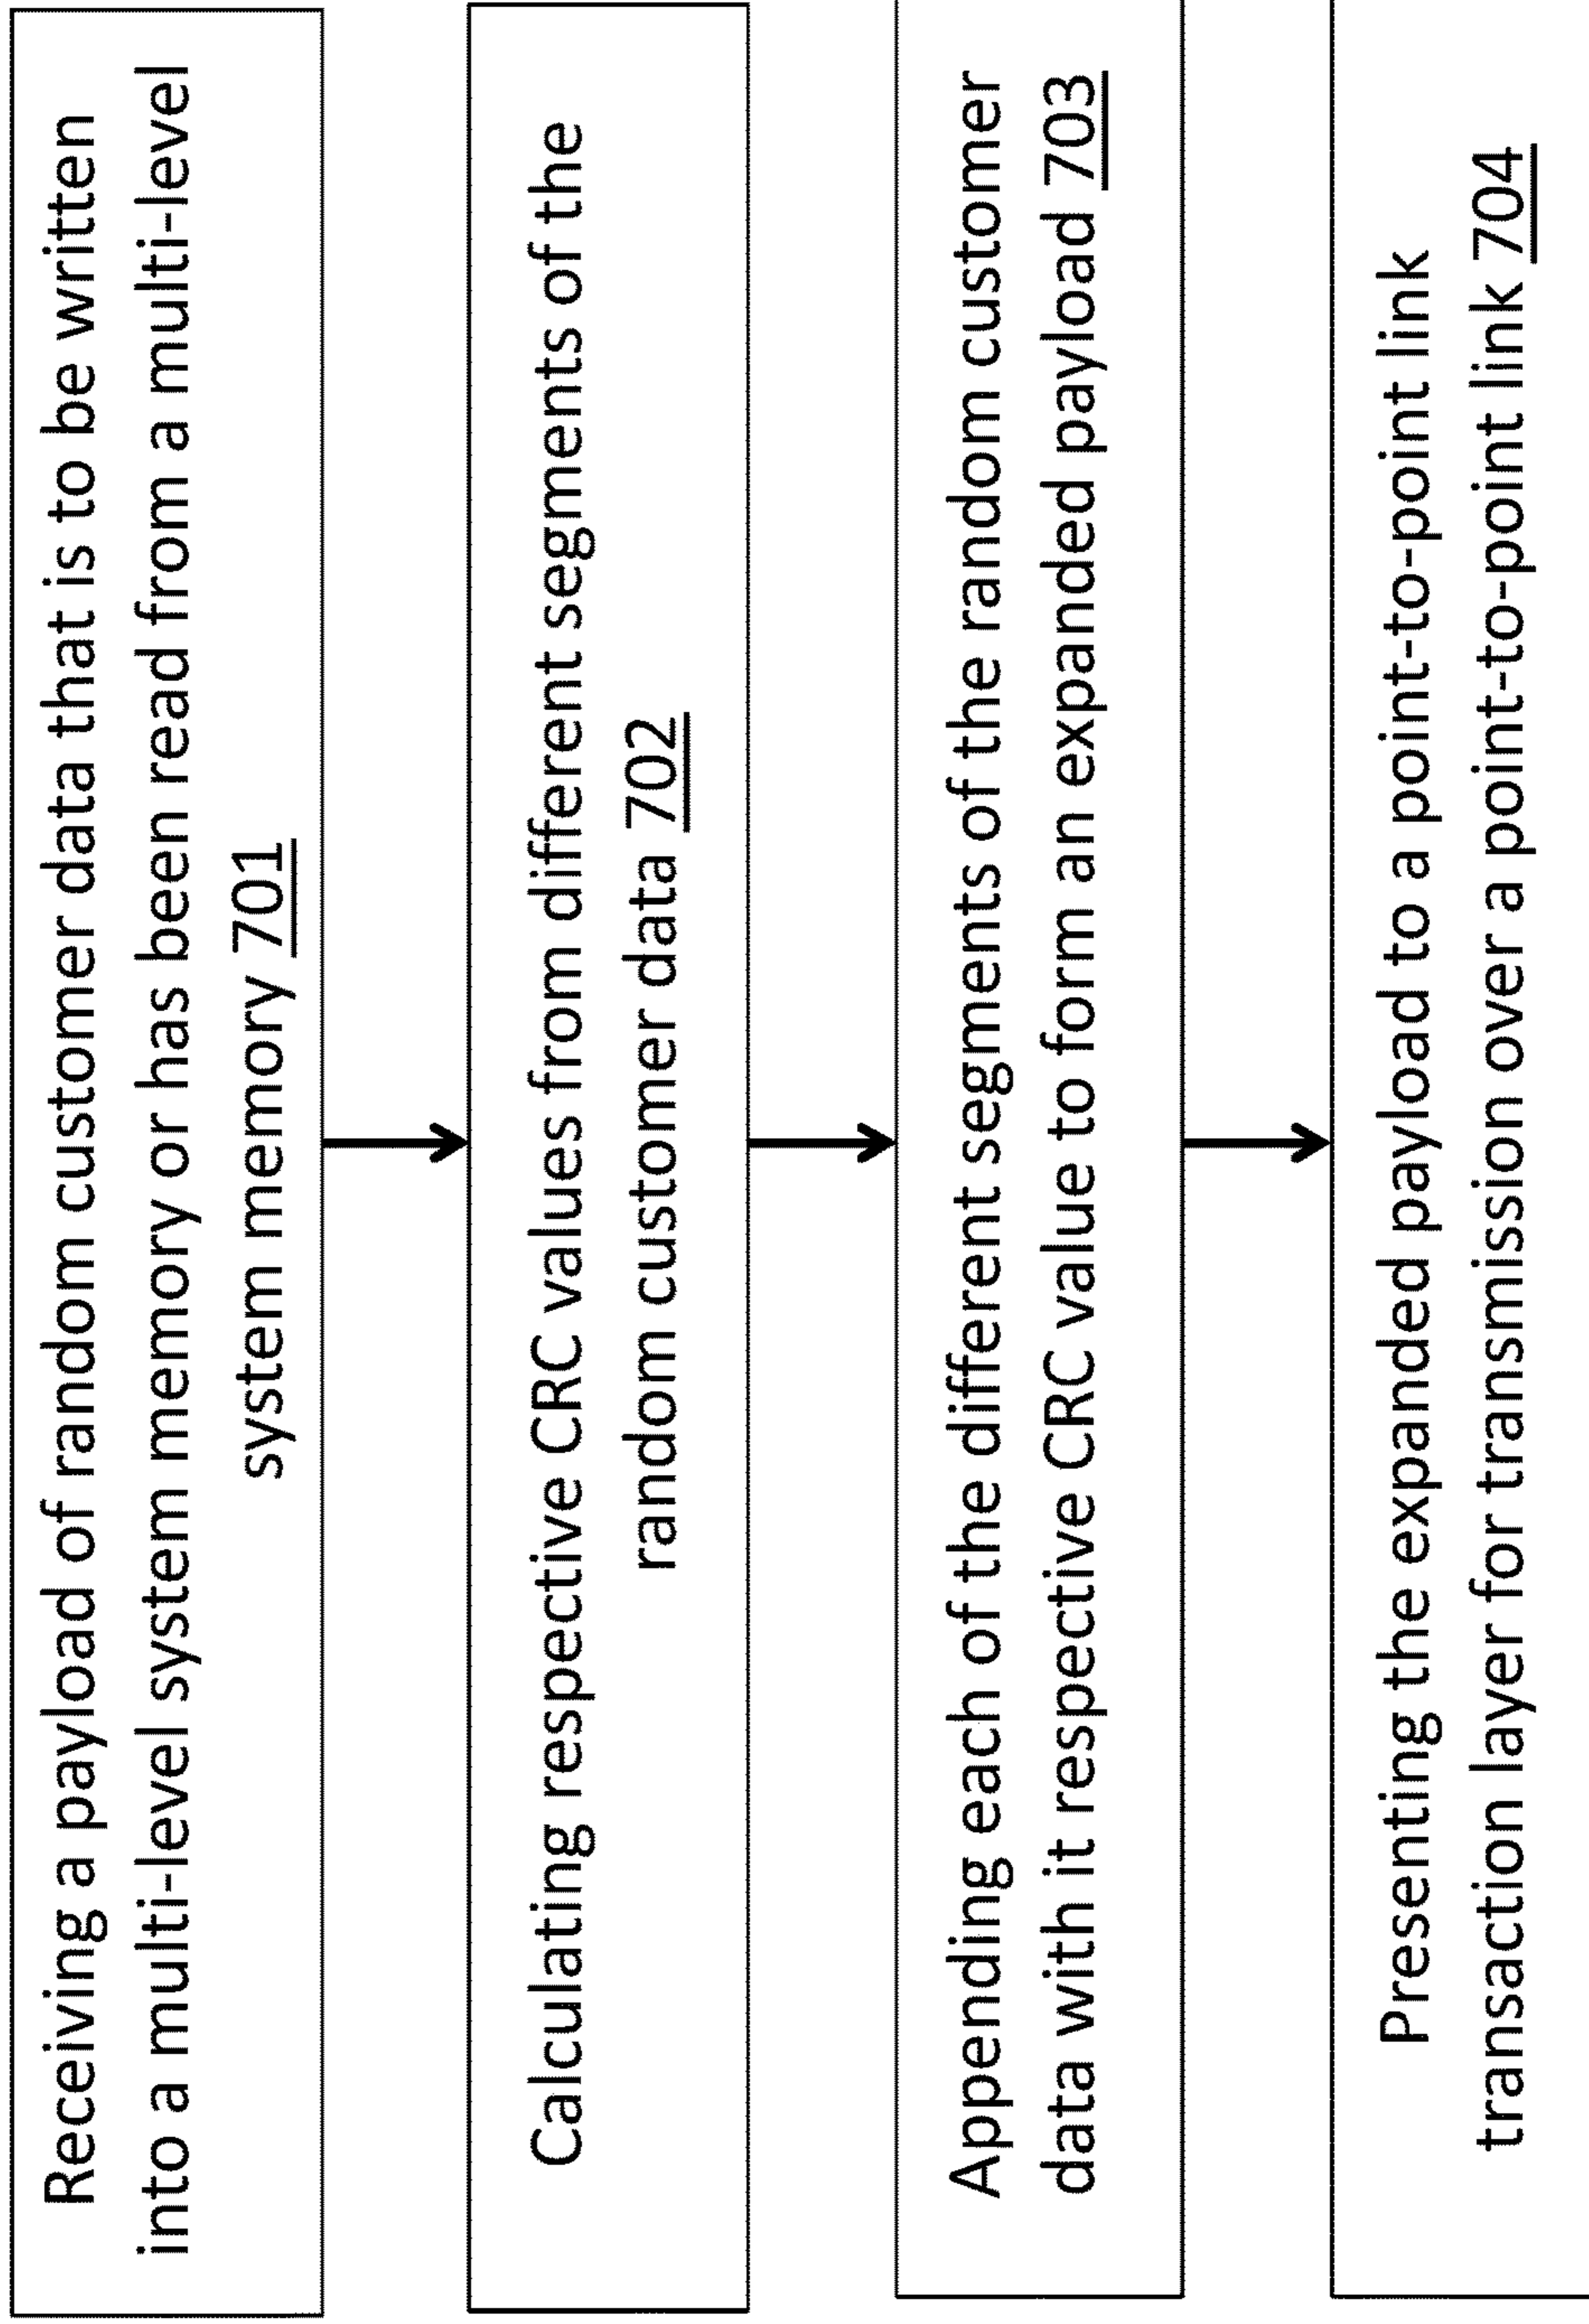 Receiving a payload of random customer data that is to be written
into a multi-level system memory or has been read from a multi-level
system memory 701
Calculating respective CRC values from different segments of the
random customer data 702
Appending each of the different segments of the random customer
data with it respective CRC value to form an expanded payload 703
Presenting the expanded payload to a point-to-point link
transaction layer for transmission over a point-to-point link 704